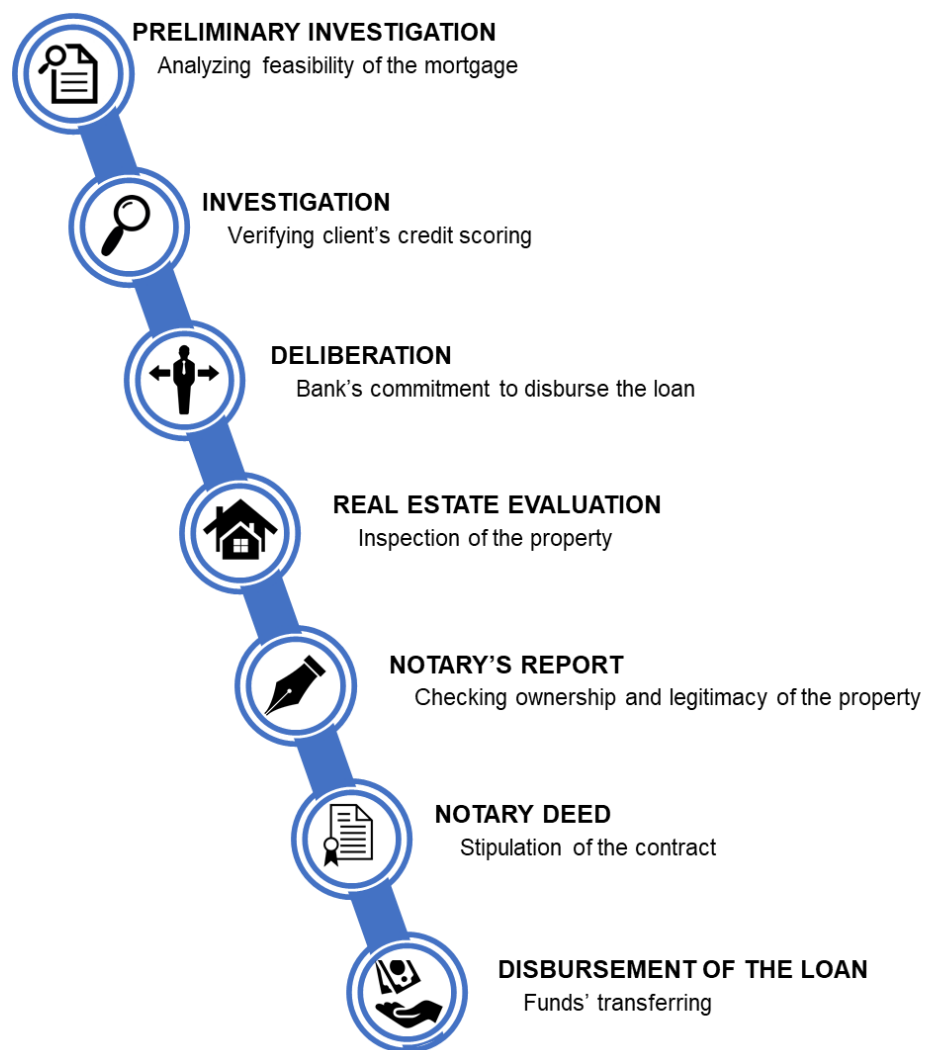 PRELIMINARY INVESTIGATION
Analyzing feasibility of the mortgage
INVESTIGATION
Verifying client's credit scoring
DELIBERATION
Bank's commitment to disburse the loan
REAL ESTATE EVALUATION
Inspection of the property
NOTARY'S REPORT
Checking ownership and legitimacy of the property
NOTARY DEED
Stipulation of the contract
DISBURSEMENT OF THE LOAN
Funds' transferring